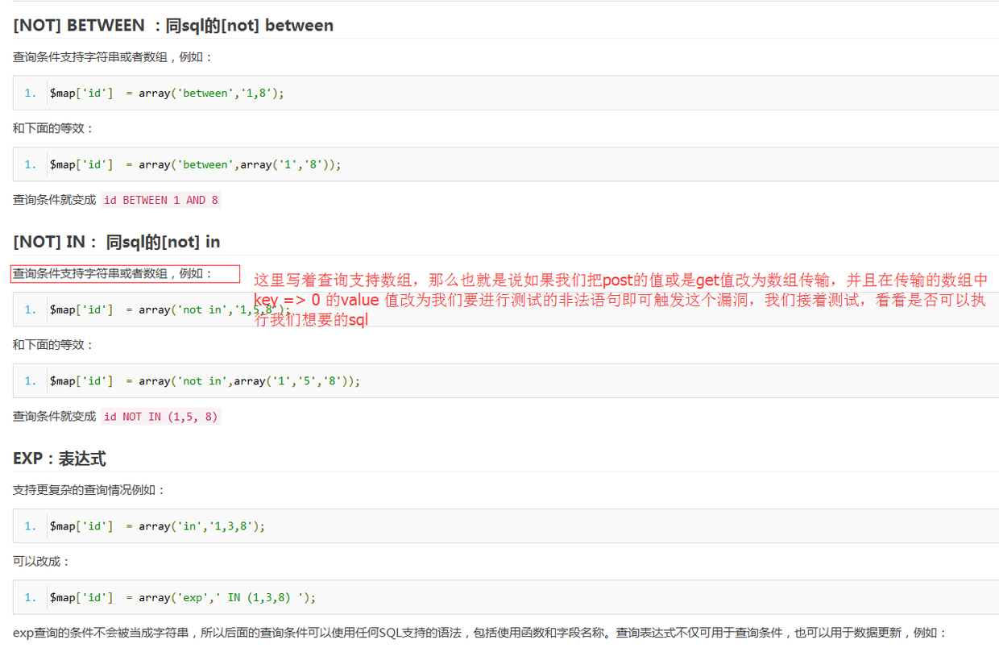 [NOT] BETWEEN ：同sql的[not] between
查询条件支持字符串或者数组，例如：
1. $map['id']  = array('between','1,8');
和下面的等效：
1. $map['id']  = array('between',array('1','8'));
查询条件就变成 id BETWEEN 1 AND 8
[NOT] IN： 同sql的[not] in
查询条件支持字符串或者数组，例如：
这里写着查询支持数组，那么也就是说如果我们把post的值或是get值改为数组传输，并且在传输的数组中
key => 0 的value 值改为我们要进行测试的非法语句即可触发这个漏洞，我们接着测试，看看是否可以执
行我们想要的sql
1. $map['id']  = array('not in','1,5,8');
和下面的等效：
1. $map['id']  = array('not in',array('1','5','8'));
查询条件就变成 id NOT IN (1,5, 8)
EXP：表达式
支持更复杂的查询情况例如：
1. $map['id']  = array('in','1,3,8');
可以改成：
1. $map['id']  = array('exp',' IN (1,3,8) ');
exp查询的条件不会被当成字符串，所以后面的查询条件可以使用任何SQL支持的语法，包括使用函数和字段名称。查询表达式不仅可用于查询条件，也可以用于数据更新，例如：